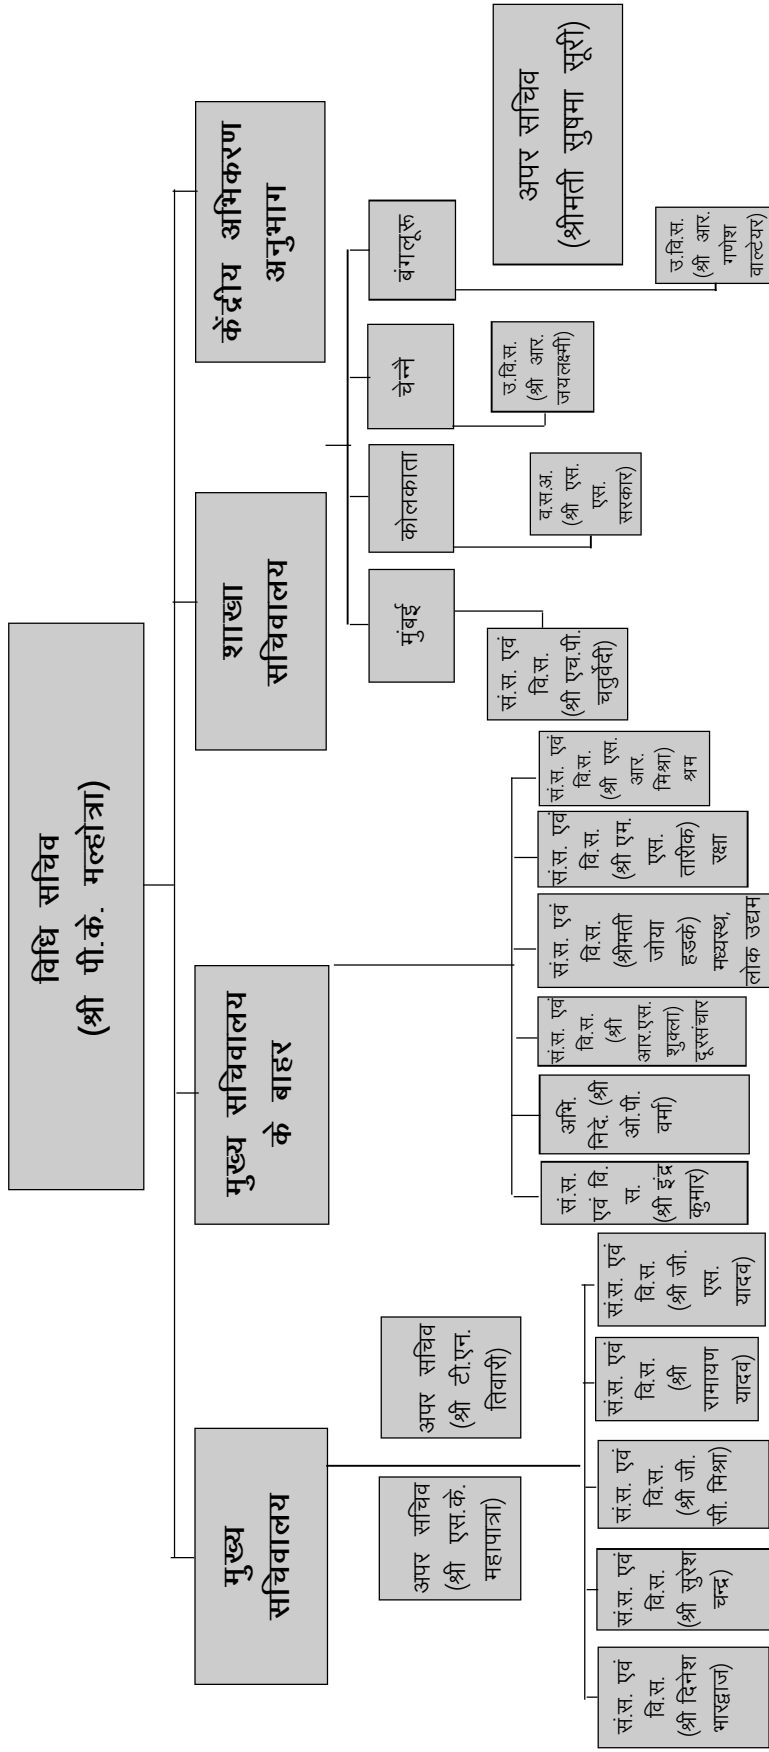 विधि सचिव
(श्री पी.के. मल्होत्रा)
मुख्य
सचिवालय
मुख्य सचिवालय
के बाहर
शाखा
सचिवालय
केंद्रीय अभिकरण
अनुभाग
अपर सचिव
(श्री एस.के.
महापात्रा)
अपर सचिव
(श्री टी.एन.
तिवारी)
सं.स. एवं
वि.स.
(श्री दिनेश
भारद्वाज)
सं.स. एवं
वि.स.
(श्री सुरेश
चन्द्र)
सं.स. एवं
वि.स.
(श्री जी.
सी. मिश्रा)
सं.स. एवं
वि.स.
(श्री
रामायण
यादव)
सं.स. एवं
वि.स.
(श्री जी.
एस.
यादव)
सं.स.
एवं वि.
स.
(श्री इंद्र
कुमार)
अभि.
निदे. (श्री
ओ.पी.
वर्मा)
सं.स. एवं
वि.स.
(श्री
आर.एस.
शुक्ला)
दूरसंचार
सं.स. एवं
वि.स.
(श्रीमती
जोया
हडके)
मध्यस्थ,
लोक उद्यम
सं.स. एवं
वि.स.
(श्री एम.
एस.
तारीक)
रक्षा
सं.स. एवं
वि.स.
(श्री एस.
आर.
मिश्रा)
श्रम
मुंबई
कोलकाता
चेन्नै
बंगलूरू
सं.स. एवं
वि.स.
(श्री एच.पी.
चतुर्वेदी)
व.स.अ.
(श्री एस.
एस.
सरकार)
उ.वि.स.
(श्री आर.
जयलक्ष्मी)
उ.वि.स.
(श्री आर.
गणेश
वाल्टेयर)
अपर सचिव
(श्रीमती सुषमा सूरी)